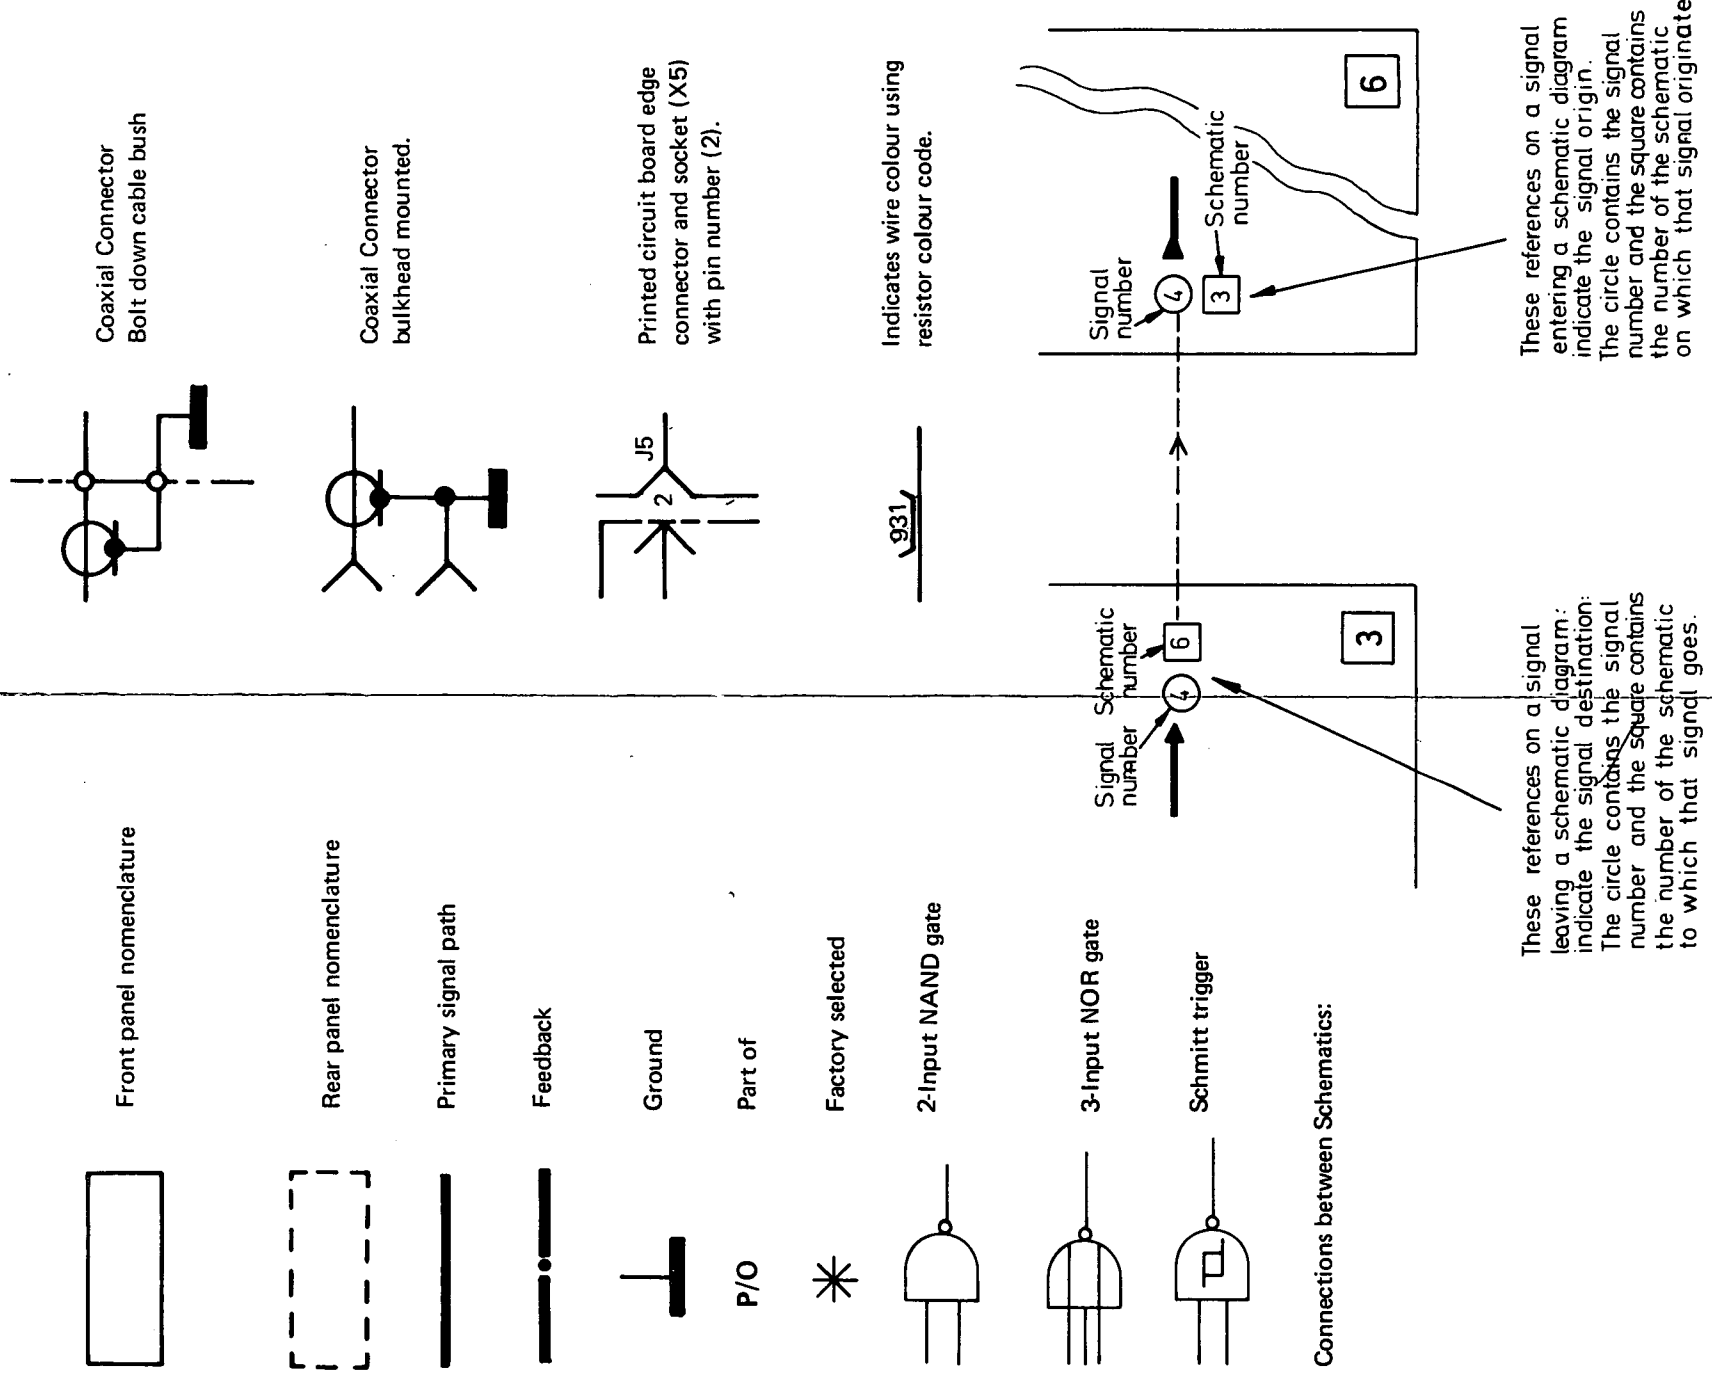 Front panel nomenclature
Rear panel nomenclature
Primary signal path
Feedback
Ground
P/O
Part of
Factory selected
2-Input NAND gate
3-Input NOR gate
Schmitt trigger
Connections between Schematics:
Coaxial Connector
Bolt down cable bush
Coaxial Connector
bulkhead mounted.
J5
2
Printed circuit board edge
connector and socket (X5)
with pin number (2).
931
Indicates wire colour using
resistor colour code.
Signal
number
Schematic
number
4
6
3
These references on a signal
leaving a schematic diagram:
indicate the signal destination:
The circle contains the signal
number and the square contains
the number of the schematic
to which that signal goes.
Signal
number
4
3
Schematic
number
6
These references on a signal
entering a schematic diagram
indicate the signal origin.
The circle contains the signal
number and the square contains
the number of the schematic
on which that signal originate